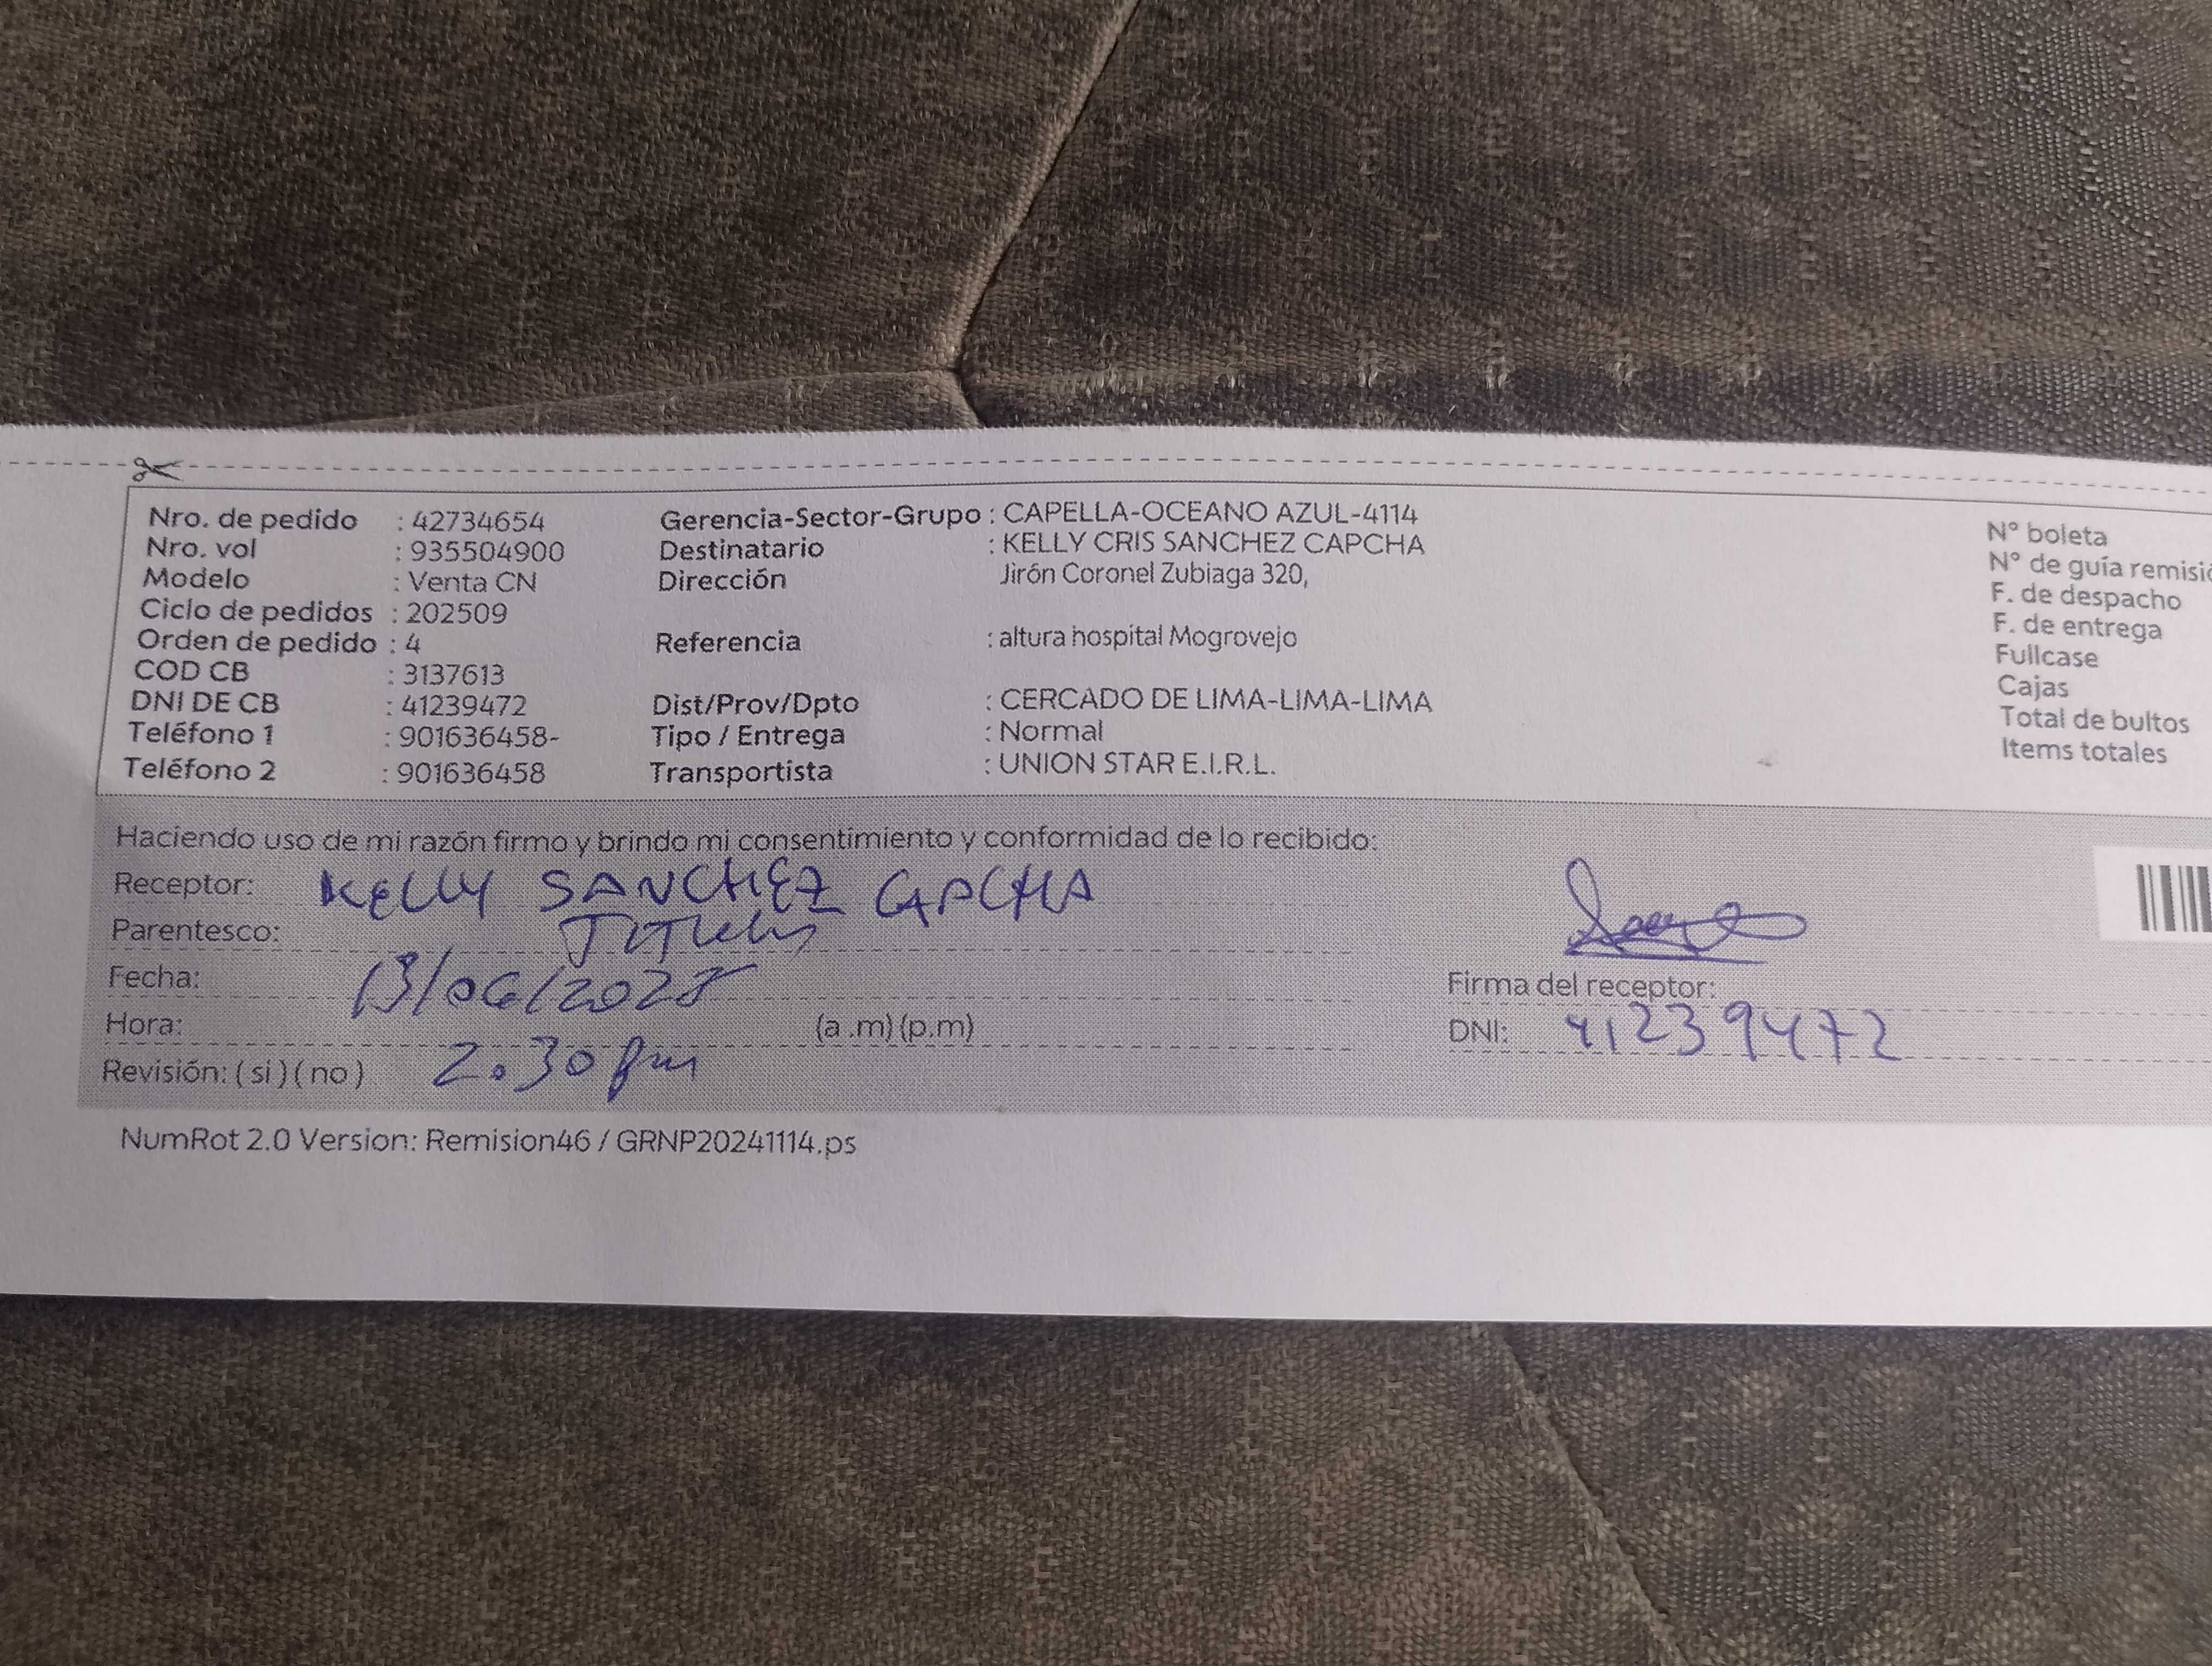 Nro. de pedido : 42734654 Gerencia-Sector-Grupo : CAPELLA-OCEANO AZUL-4114 N° boleta
Nro. vol : 935504900 Destinatario : KELLY CRIS SANCHEZ CAPCHA N° de guía remisió
Modelo : Venta CN Dirección Jirón Coronel Zubiaga 320, F. de despacho
Ciclo de pedidos : 202509 F. de entrega
Orden de pedido : 4 Referencia : altura hospital Mogrovejo Fullcase
COD CB : 3137613 Cajas
DNI DE CB : 41239472 Dist/Prov/Dpto : CERCADO DE LIMA-LIMA-LIMA Total de bultos
Teléfono 1 : 901636458- Tipo / Entrega : Normal Items totales
Teléfono 2 : 901636458 Transportista : UNION STAR E.I.R.L.
Haciendo uso de mi razón firmo y brindo mi consentimiento y conformidad de lo recibido:
Receptor: KELLY SANCHEZ CAPCHA
Parentesco:
Fecha: 13/06/2025 Firma del receptor:
Hora: (a .m) (p.m) DNI: 41239472
Revisión: ( si ) ( no ) 2.30 pm
NumRot 2.0 Version: Remision46 / GRNP20241114.ps